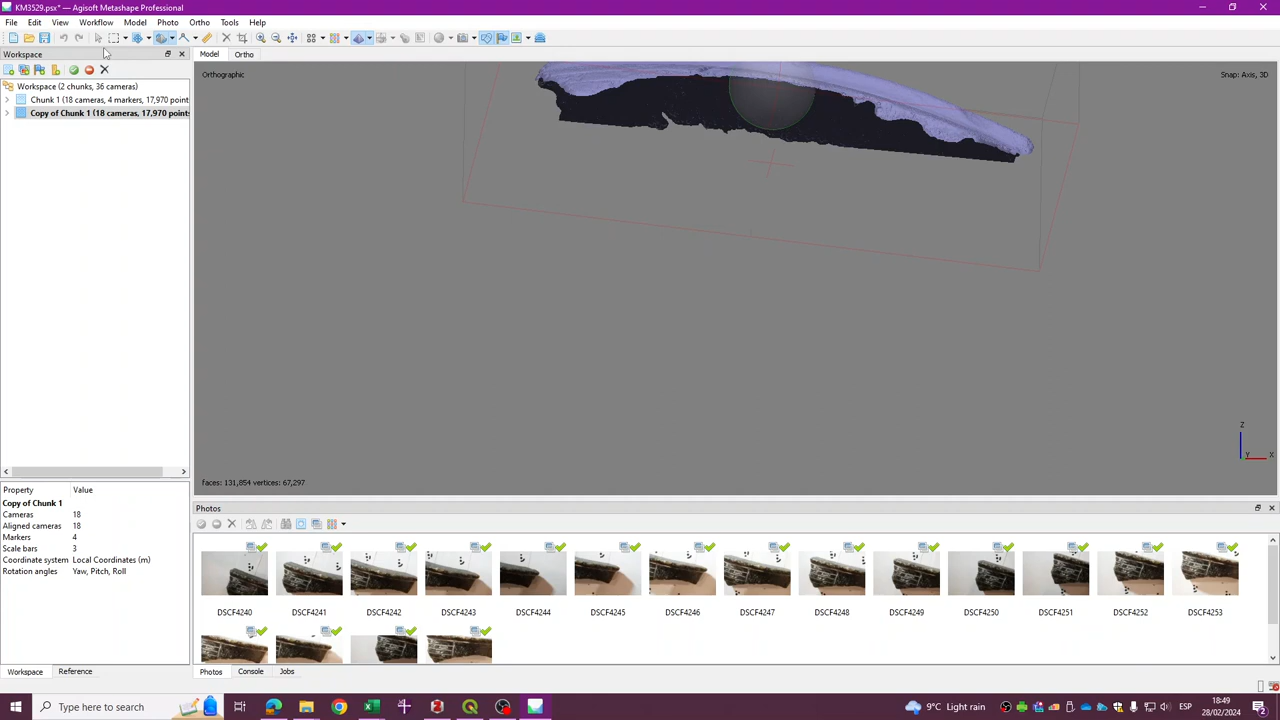 KM3529.psx* — Agisoft Metashape Professional
File Edit View Workflow Model Photo Ortho Tools Help
Workspace
Model Ortho
Orthographic
Snap: Axis, 3D
Workspace (2 chunks, 36 cameras)
Chunk 1 (18 cameras, 4 markers, 17,970 point
Copy of Chunk 1 (18 cameras, 17,970 points
Z
Y X
faces: 131,854 vertices: 67,297
Property Value
Copy of Chunk 1
Cameras 18
Aligned cameras 18
Markers 4
Scale bars 3
Coordinate system Local Coordinates (m)
Rotation angles Yaw, Pitch, Roll
Photos
DSCF4240 DSCF4241 DSCF4242 DSCF4243 DSCF4244 DSCF4245 DSCF4246 DSCF4247 DSCF4248 DSCF4249 DSCF4250 DSCF4251 DSCF4252 DSCF4253
Workspace Reference
Photos Console Jobs
Type here to search
9°C Light rain
ESP
18:49
28/02/2024
2